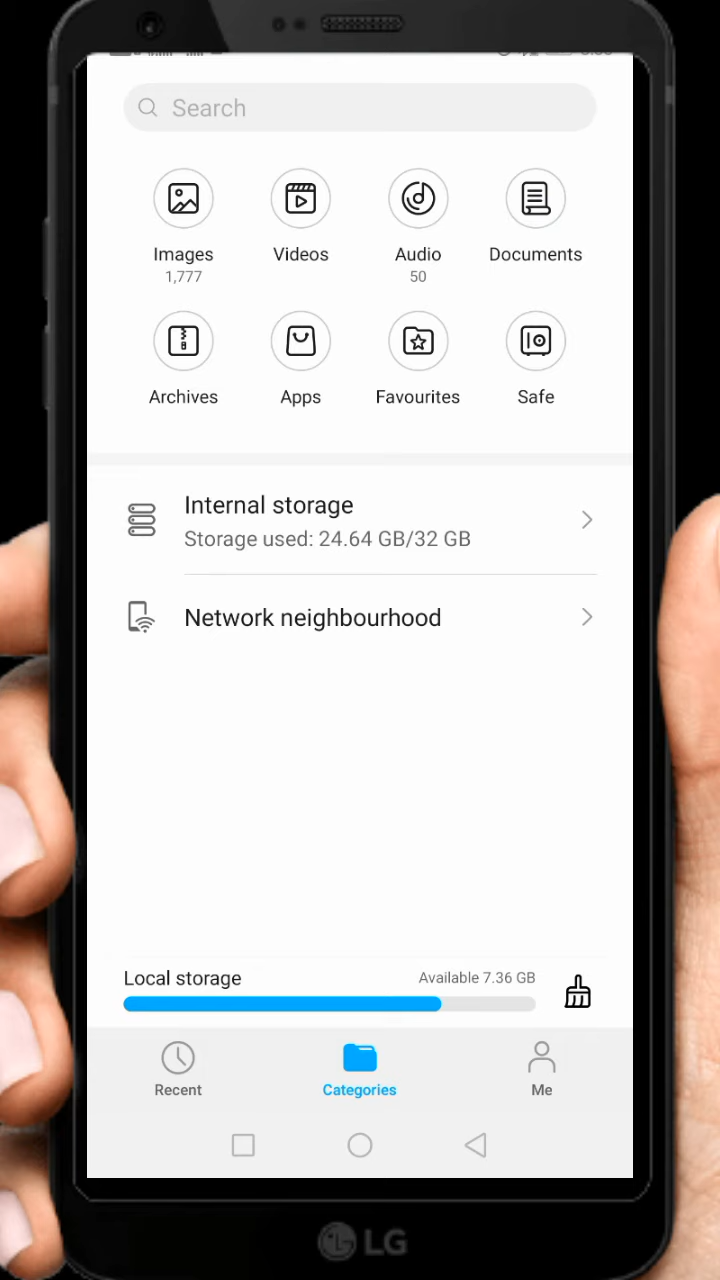 Search
Images
Videos
Audio
Documents
1,777
50
Archives
Apps
Favourites
Safe
Internal storage
Storage used: 24.64 GB/32 GB
Network neighbourhood
Local storage
Available 7.36 GB
Recent
Categories
Me
LG